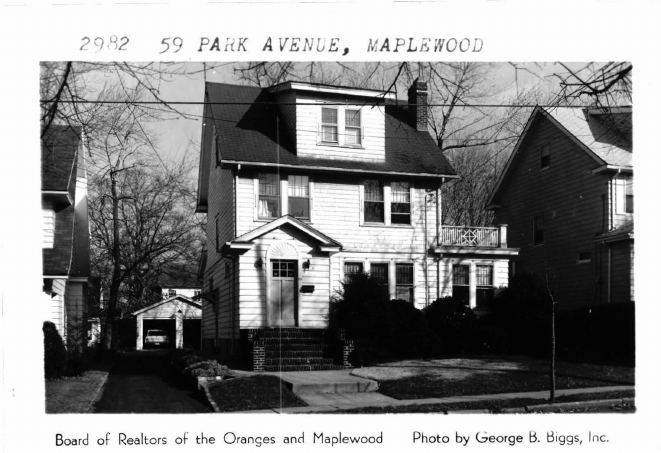 2982 59 PARK AVENUE, MAPLEWOOD
Board of Realtors of the Oranges and Maplewood Photo by George B. Biggs, Inc.